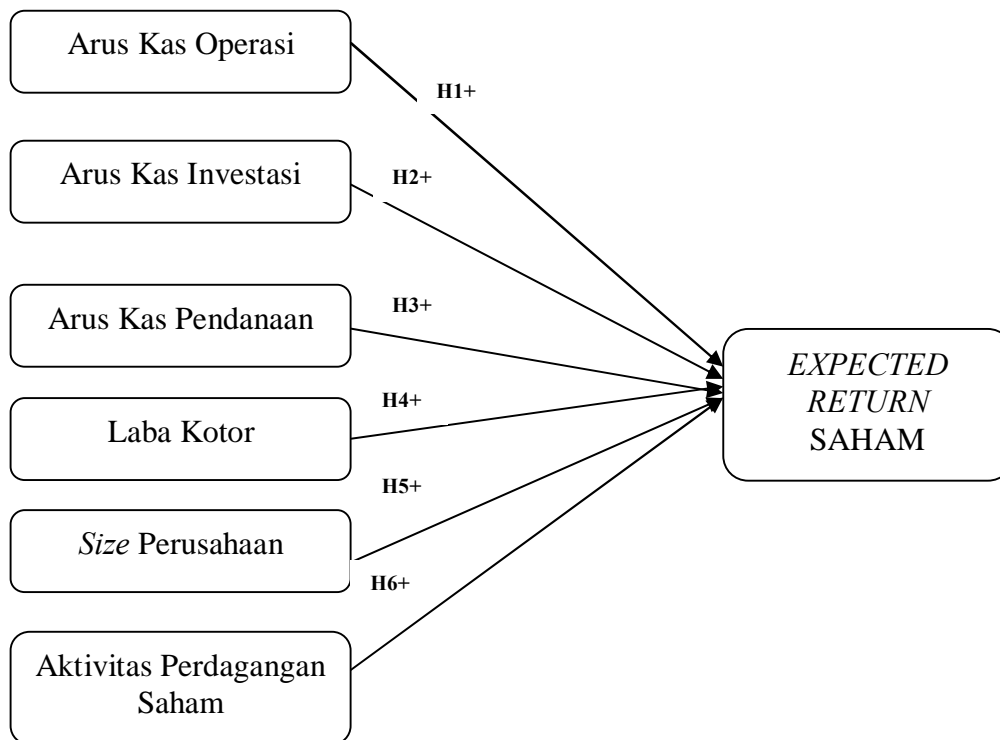 Arus Kas Operasi
H1+
Arus Kas Investasi
H2+
Arus Kas Pendanaan
H3+
Laba Kotor
H4+
Size Perusahaan
H5+
Aktivitas Perdagangan
Saham
H6+
EXPECTED
RETURN
SAHAM